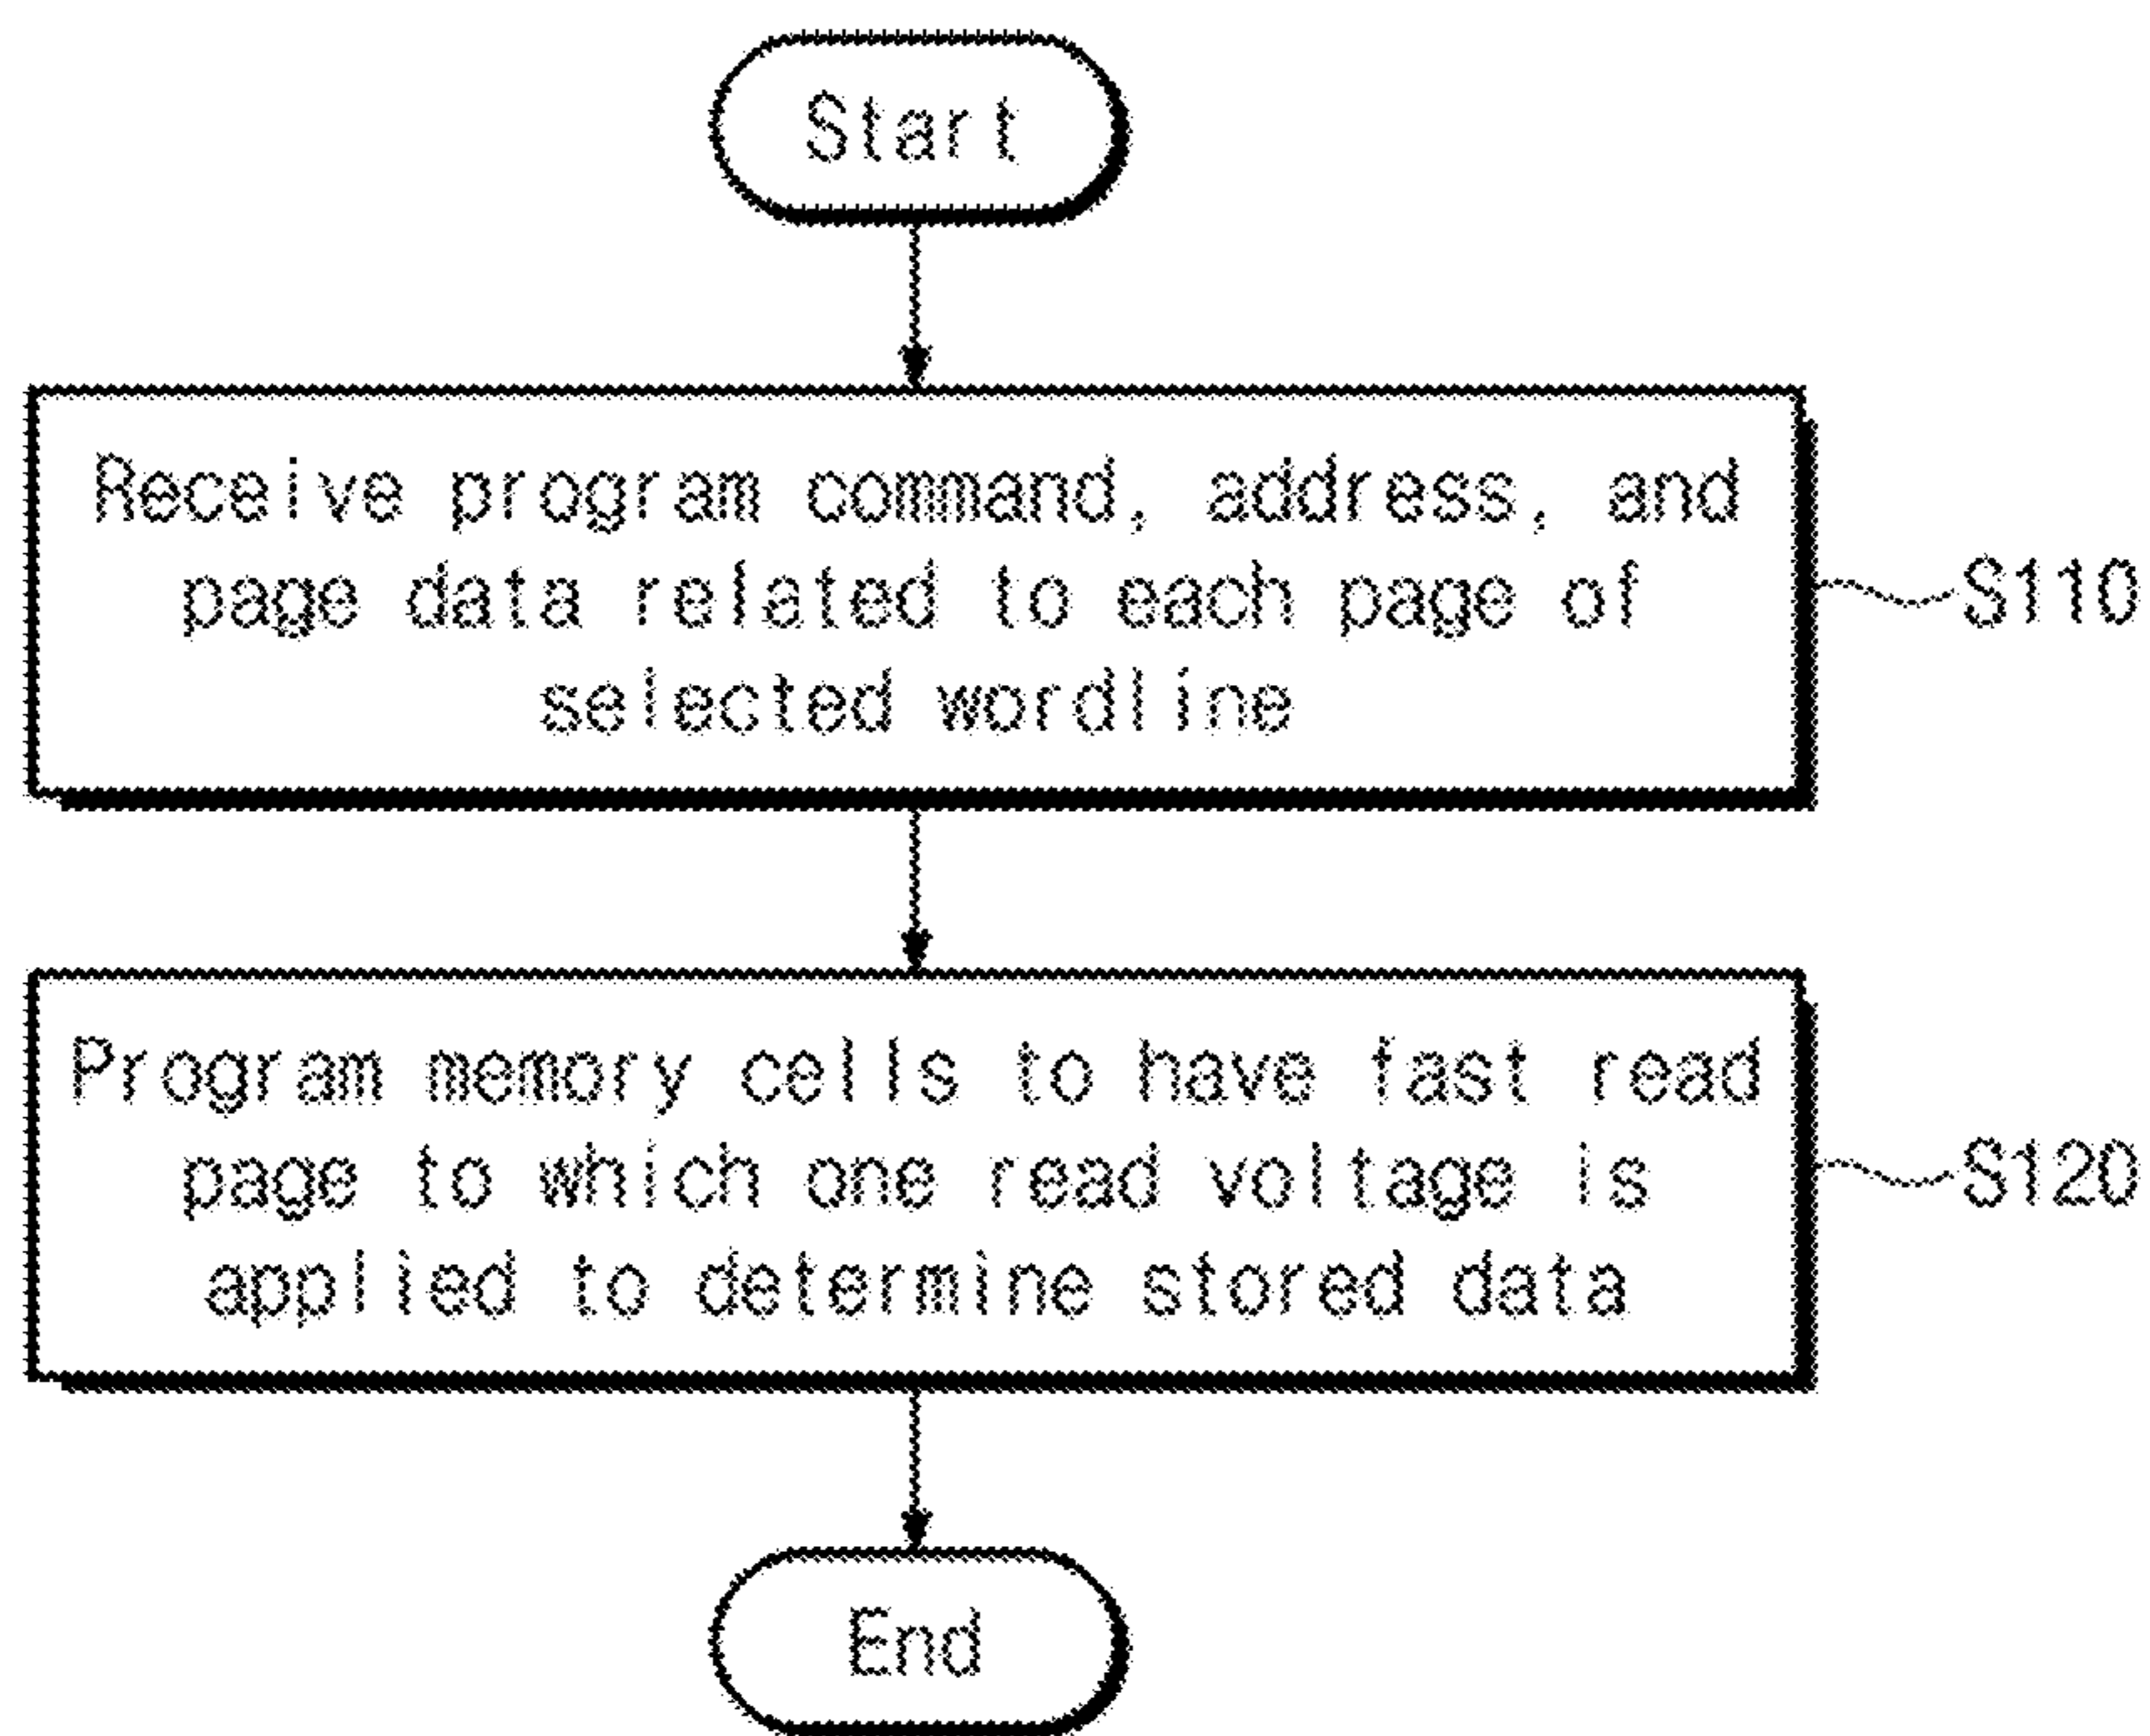 Start
Receive program command, address, and
page data related to each page of
selected wordline
S110
Program memory cells to have fast read
page to which one read voltage is
applied to determine stored data
S120
End